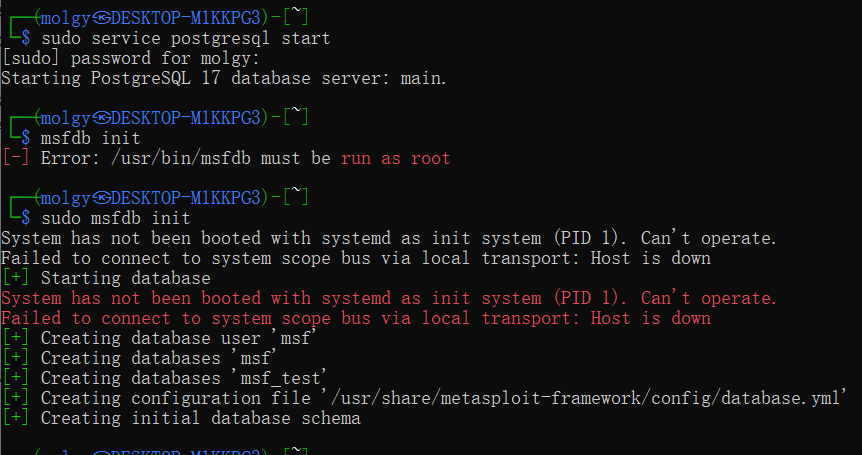 ┌──(molgy㉿DESKTOP-M1KKPG3)-[~]
└─$ sudo service postgresql start
[sudo] password for molgy:
Starting PostgreSQL 17 database server: main.
┌──(molgy㉿DESKTOP-M1KKPG3)-[~]
└─$ msfdb init
[-] Error: /usr/bin/msfdb must be run as root
┌──(molgy㉿DESKTOP-M1KKPG3)-[~]
└─$ sudo msfdb init
System has not been booted with systemd as init system (PID 1). Can't operate.
Failed to connect to system scope bus via local transport: Host is down
[+] Starting database
System has not been booted with systemd as init system (PID 1). Can't operate.
Failed to connect to system scope bus via local transport: Host is down
[+] Creating database user 'msf'
[+] Creating databases 'msf'
[+] Creating databases 'msf_test'
[+] Creating configuration file '/usr/share/metasploit-framework/config/database.yml'
[+] Creating initial database schema
┌──(molgy㉿DESKTOP-M1KKPG3)-[~]